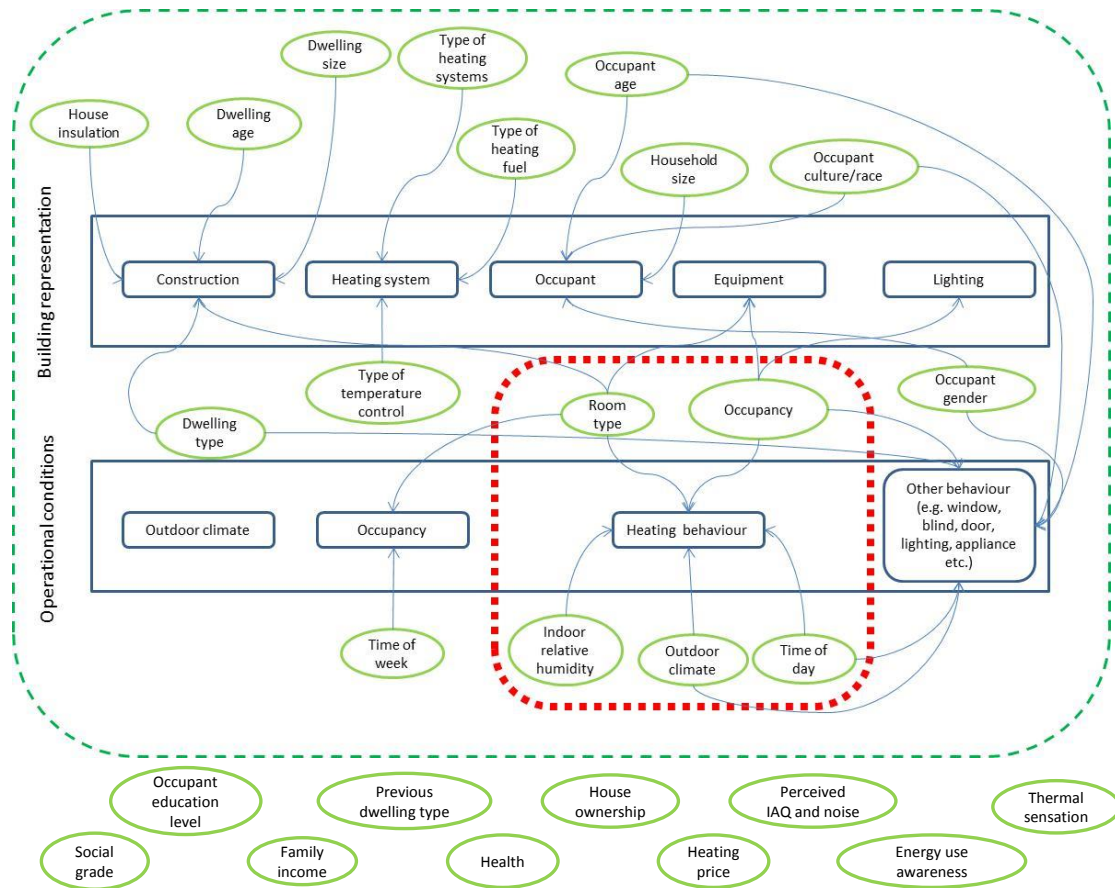 Dwelling
size
Type of
heating
systems
Occupant
age
House
insulation
Dwelling
age
Type of
heating
fuel
Household
size
Occupant
culture/race
Building representation
Construction
Heating system
Occupant
Equipment
Lighting
Type of
temperature
control
Room
type
Occupancy
Occupant
gender
Dwelling
type
Operational conditions
Outdoor climate
Occupancy
Heating behaviour
Other behaviour
(e.g. window,
blind, door,
lighting, appliance
etc.)
Time of
week
Indoor
relative
humidity
Outdoor
climate
Time of
day
Occupant
education
level
Previous
dwelling type
House
ownership
Perceived
IAQ and noise
Thermal
sensation
Social
grade
Family
income
Health
Heating
price
Energy use
awareness